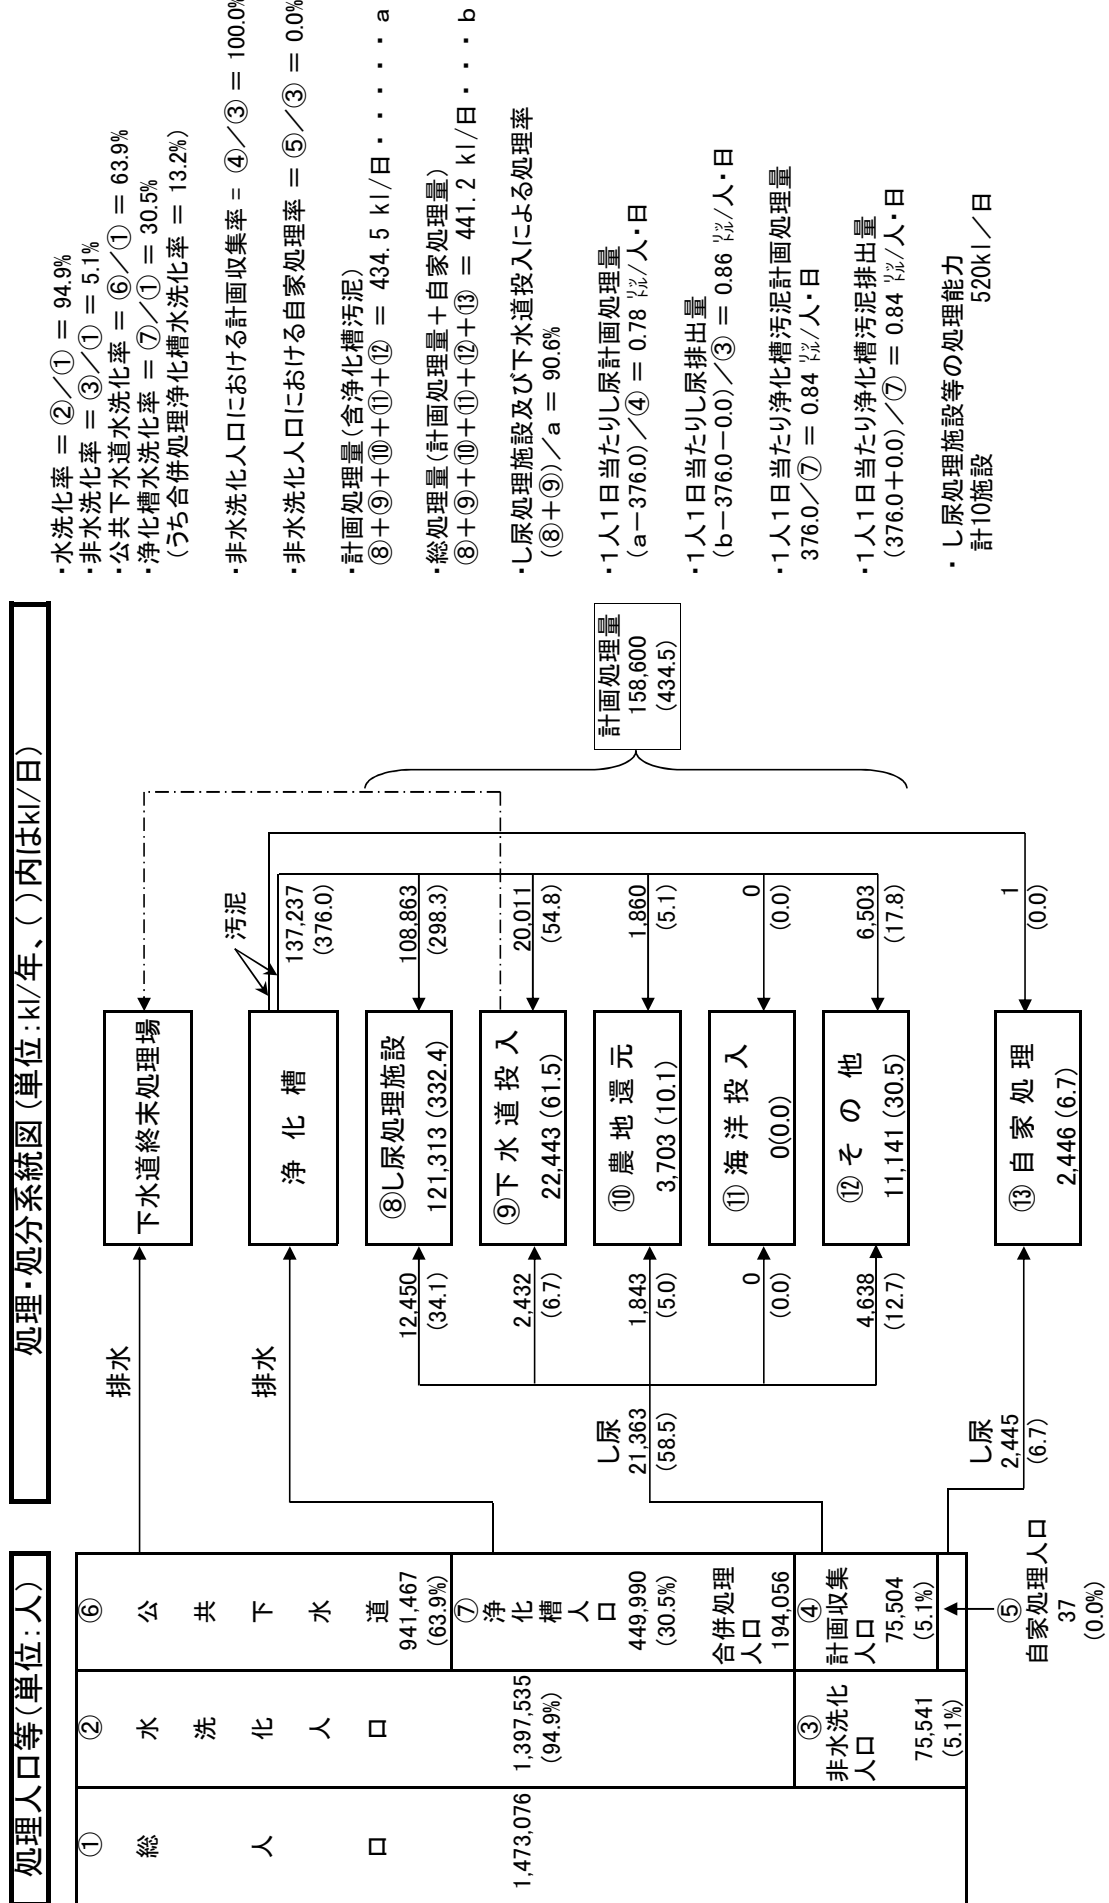 処理人口等(単位:人)
① 総人口
1,473,076
② 水洗化人口
1,397,535
(94.9%)
③
非水洗化
人口
75,541
(5.1%)
⑥ 公共下水道
941,467
(63.9%)
⑦
浄化槽人口
449,990
(30.5%)
合併処理
人口
194,056
④
計画収集
人口
75,504
(5.1%)
⑤
自家処理人口
37
(0.0%)
処理・処分系統図(単位:kl/年、( )内はkl/日)
排水
下水道終末処理場
排水
浄化槽
汚泥
137,237
(376.0)
し尿
21,363
(58.5)
12,450
(34.1)
⑧し尿処理施設
121,313 (332.4)
108,863
(298.3)
2,432
(6.7)
⑨下水道投入
22,443 (61.5)
20,011
(54.8)
1,843
(5.0)
⑩ 農地還元
3,703 (10.1)
1,860
(5.1)
0
(0.0)
⑪ 海洋投入
0(0.0)
0
(0.0)
4,638
(12.7)
⑫ その他
11,141 (30.5)
6,503
(17.8)
し尿
2,445
(6.7)
⑬ 自家処理
2,446 (6.7)
1
(0.0)
計画処理量
158,600
(434.5)
・水洗化率 = ②/① = 94.9%
・非水洗化率 = ③/① = 5.1%
・公共下水道水洗化率 = ⑥/① = 63.9%
・浄化槽水洗化率 = ⑦/① = 30.5%
(うち合併処理浄化槽水洗化率 = 13.2%)
・非水洗化人口における計画収集率= ④/③ = 100.0%
・非水洗化人口における自家処理率 = ⑤/③ = 0.0%
・計画処理量(含浄化槽汚泥)
⑧+⑨+⑩+⑪+⑫ = 434.5 kl/日・・・・・・a
・総処理量(計画処理量+自家処理量)
⑧+⑨+⑩+⑪+⑫+⑬ = 441.2 kl/日・・・b
・し尿処理施設及び下水道投入による処理率
(⑧+⑨)/a = 90.6%
・1人1日当たりし尿計画処理量
(a-376.0)/④ = 0.78 リットル/人・日
・1人1日当たりし尿排出量
(b-376.0-0.0)/③ = 0.86 リットル/人・日
・1人1日当たり浄化槽汚泥計画処理量
376.0/⑦ = 0.84 リットル/人・日
・1人1日当たり浄化槽汚泥排出量
(376.0+0.0)/⑦ = 0.84 リットル/人・日
・し尿処理施設等の処理能力
計10施設 520kl/日